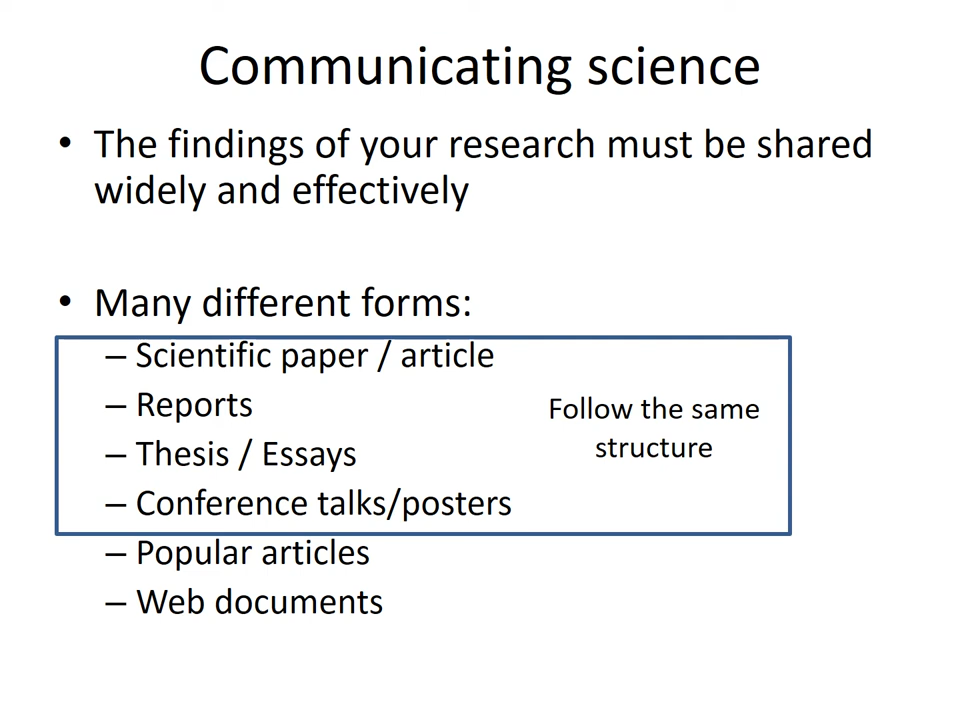 Communicating science
• The findings of your research must be shared
widely and effectively
• Many different forms:
– Scientific paper / article
– Reports
– Thesis / Essays
– Conference talks/posters
Follow the same
structure
– Popular articles
– Web documents